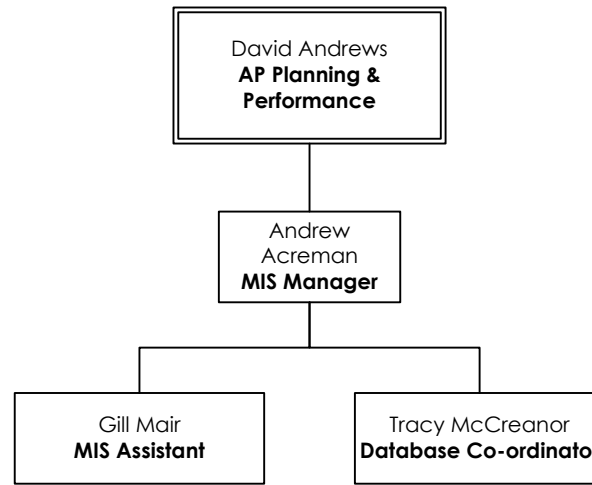 David Andrews
AP Planning &
Performance
Andrew
Acreman
MIS Manager
Gill Mair
MIS Assistant
Tracy McCreanor
Database Co-ordinato